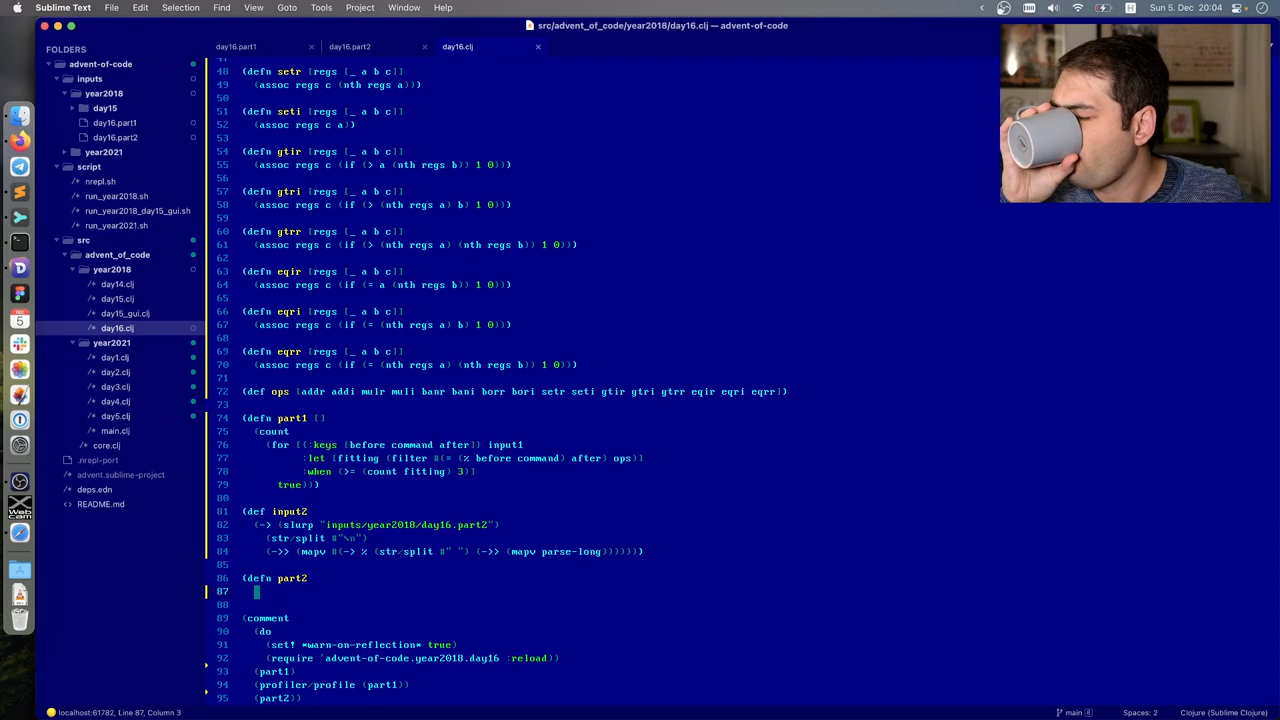 Sublime Text File Edit Selection Find View Goto Tools Project Window Help
H
Sun 5. Dec 20:04
src/advent_of_code/year2018/day16.clj — advent-of-code
FOLDERS
advent-of-code
inputs
year2018
day15
day16.part1
day16.part2
year2021
script
nrepl.sh
run_year2018.sh
run_year2018_day15_gui.sh
run_year2021.sh
src
advent_of_code
year2018
day14.clj
day15.clj
day15_gui.clj
day16.clj
year2021
day1.clj
day2.clj
day3.clj
day4.clj
day5.clj
main.clj
core.clj
.nrepl-port
advent.sublime-project
deps.edn
README.md
day16.part1
day16.part2
day16.clj
47
48 (defn setr [regs [_ a b c]]
49 (assoc regs c (nth regs a)))
50
51 (defn seti [regs [_ a b c]]
52 (assoc regs c a))
53
54 (defn gtir [regs [_ a b c]]
55 (assoc regs c (if (> a (nth regs b)) 1 0)))
56
57 (defn gtri [regs [_ a b c]]
58 (assoc regs c (if (> (nth regs a) b) 1 0)))
59
60 (defn gtrr [regs [_ a b c]]
61 (assoc regs c (if (> (nth regs a) (nth regs b)) 1 0)))
62
63 (defn eqir [regs [_ a b c]]
64 (assoc regs c (if (= a (nth regs b)) 1 0)))
65
66 (defn eqri [regs [_ a b c]]
67 (assoc regs c (if (= (nth regs a) b) 1 0)))
68
69 (defn eqrr [regs [_ a b c]]
70 (assoc regs c (if (= (nth regs a) (nth regs b)) 1 0)))
71
72 (def ops [addr addi mulr muli banr bani borr bori setr seti gtir gtri gtrr eqir eqri eqrr])
73
74 (defn part1 []
75 (count
76 (for [{:keys [before command after]} input1
77 :let [fitting (filter #(= (% before command) after) ops)]
78 :when (>= (count fitting) 3)]
79 true)))
80
81 (def input2
82 (-> (slurp "inputs/year2018/day16.part2")
83 (str/split #"\n")
84 (->> (mapv #(-> % (str/split #" ") (->> (mapv parse-long))))))
85
86 (defn part2
87
88
89 (comment
90 (do
91 (set! *warn-on-reflection* true)
92 (require 'advent-of-code.year2018.day16 :reload))
93 (part1)
94 (profiler/profile (part1))
95 (part2))
DEC
5
Web
cam
localhost:61782, Line 87, Column 3
main 8
Spaces: 2
Clojure (Sublime Clojure)